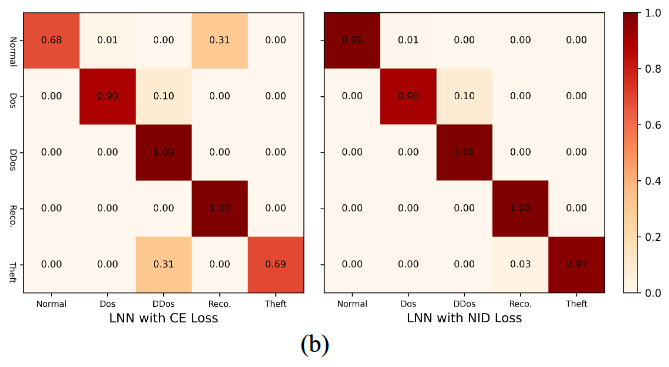 Normal 0.68 0.01 0.00 0.31 0.00 0.99 0.01 0.00 0.00 0.00 1.0
Dos 0.00 0.90 0.10 0.00 0.00 0.00 0.90 0.10 0.00 0.00 0.8
DDos 0.00 0.00 1.00 0.00 0.00 0.00 0.00 1.00 0.00 0.00 0.6
Reco. 0.00 0.00 0.00 1.00 0.00 0.00 0.00 0.00 1.00 0.00 0.4
Theft 0.00 0.00 0.31 0.00 0.69 0.00 0.00 0.00 0.03 0.97 0.2
0.0
Normal Dos DDos Reco. Theft Normal Dos DDos Reco. Theft
LNN with CE Loss LNN with NID Loss
(b)